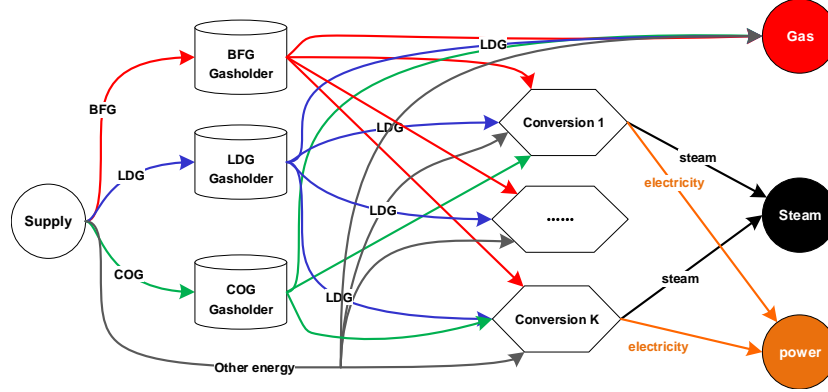 Gas
LDG
BFG
Gasholder
BFG
LDG
Conversion 1
LDG
Gasholder
steam
LDG
electricity
Supply
LDG
......
Steam
COG
steam
COG
Gasholder
LDG
Conversion K
electricity
power
Other energy